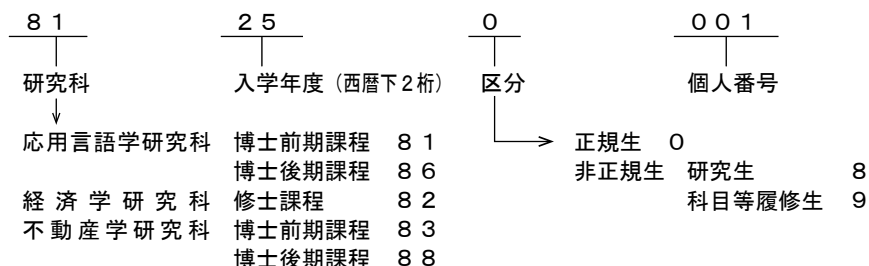 ８１　２５　０　００１
研究科　入学年度（西暦下２桁）　区分　個人番号
応用言語学研究科　博士前期課程　８１　正規生　０
博士後期課程　８６　非正規生　研究生　８
経済学研究科　修士課程　８２　科目等履修生　９
不動産学研究科　博士前期課程　８３
博士後期課程　８８